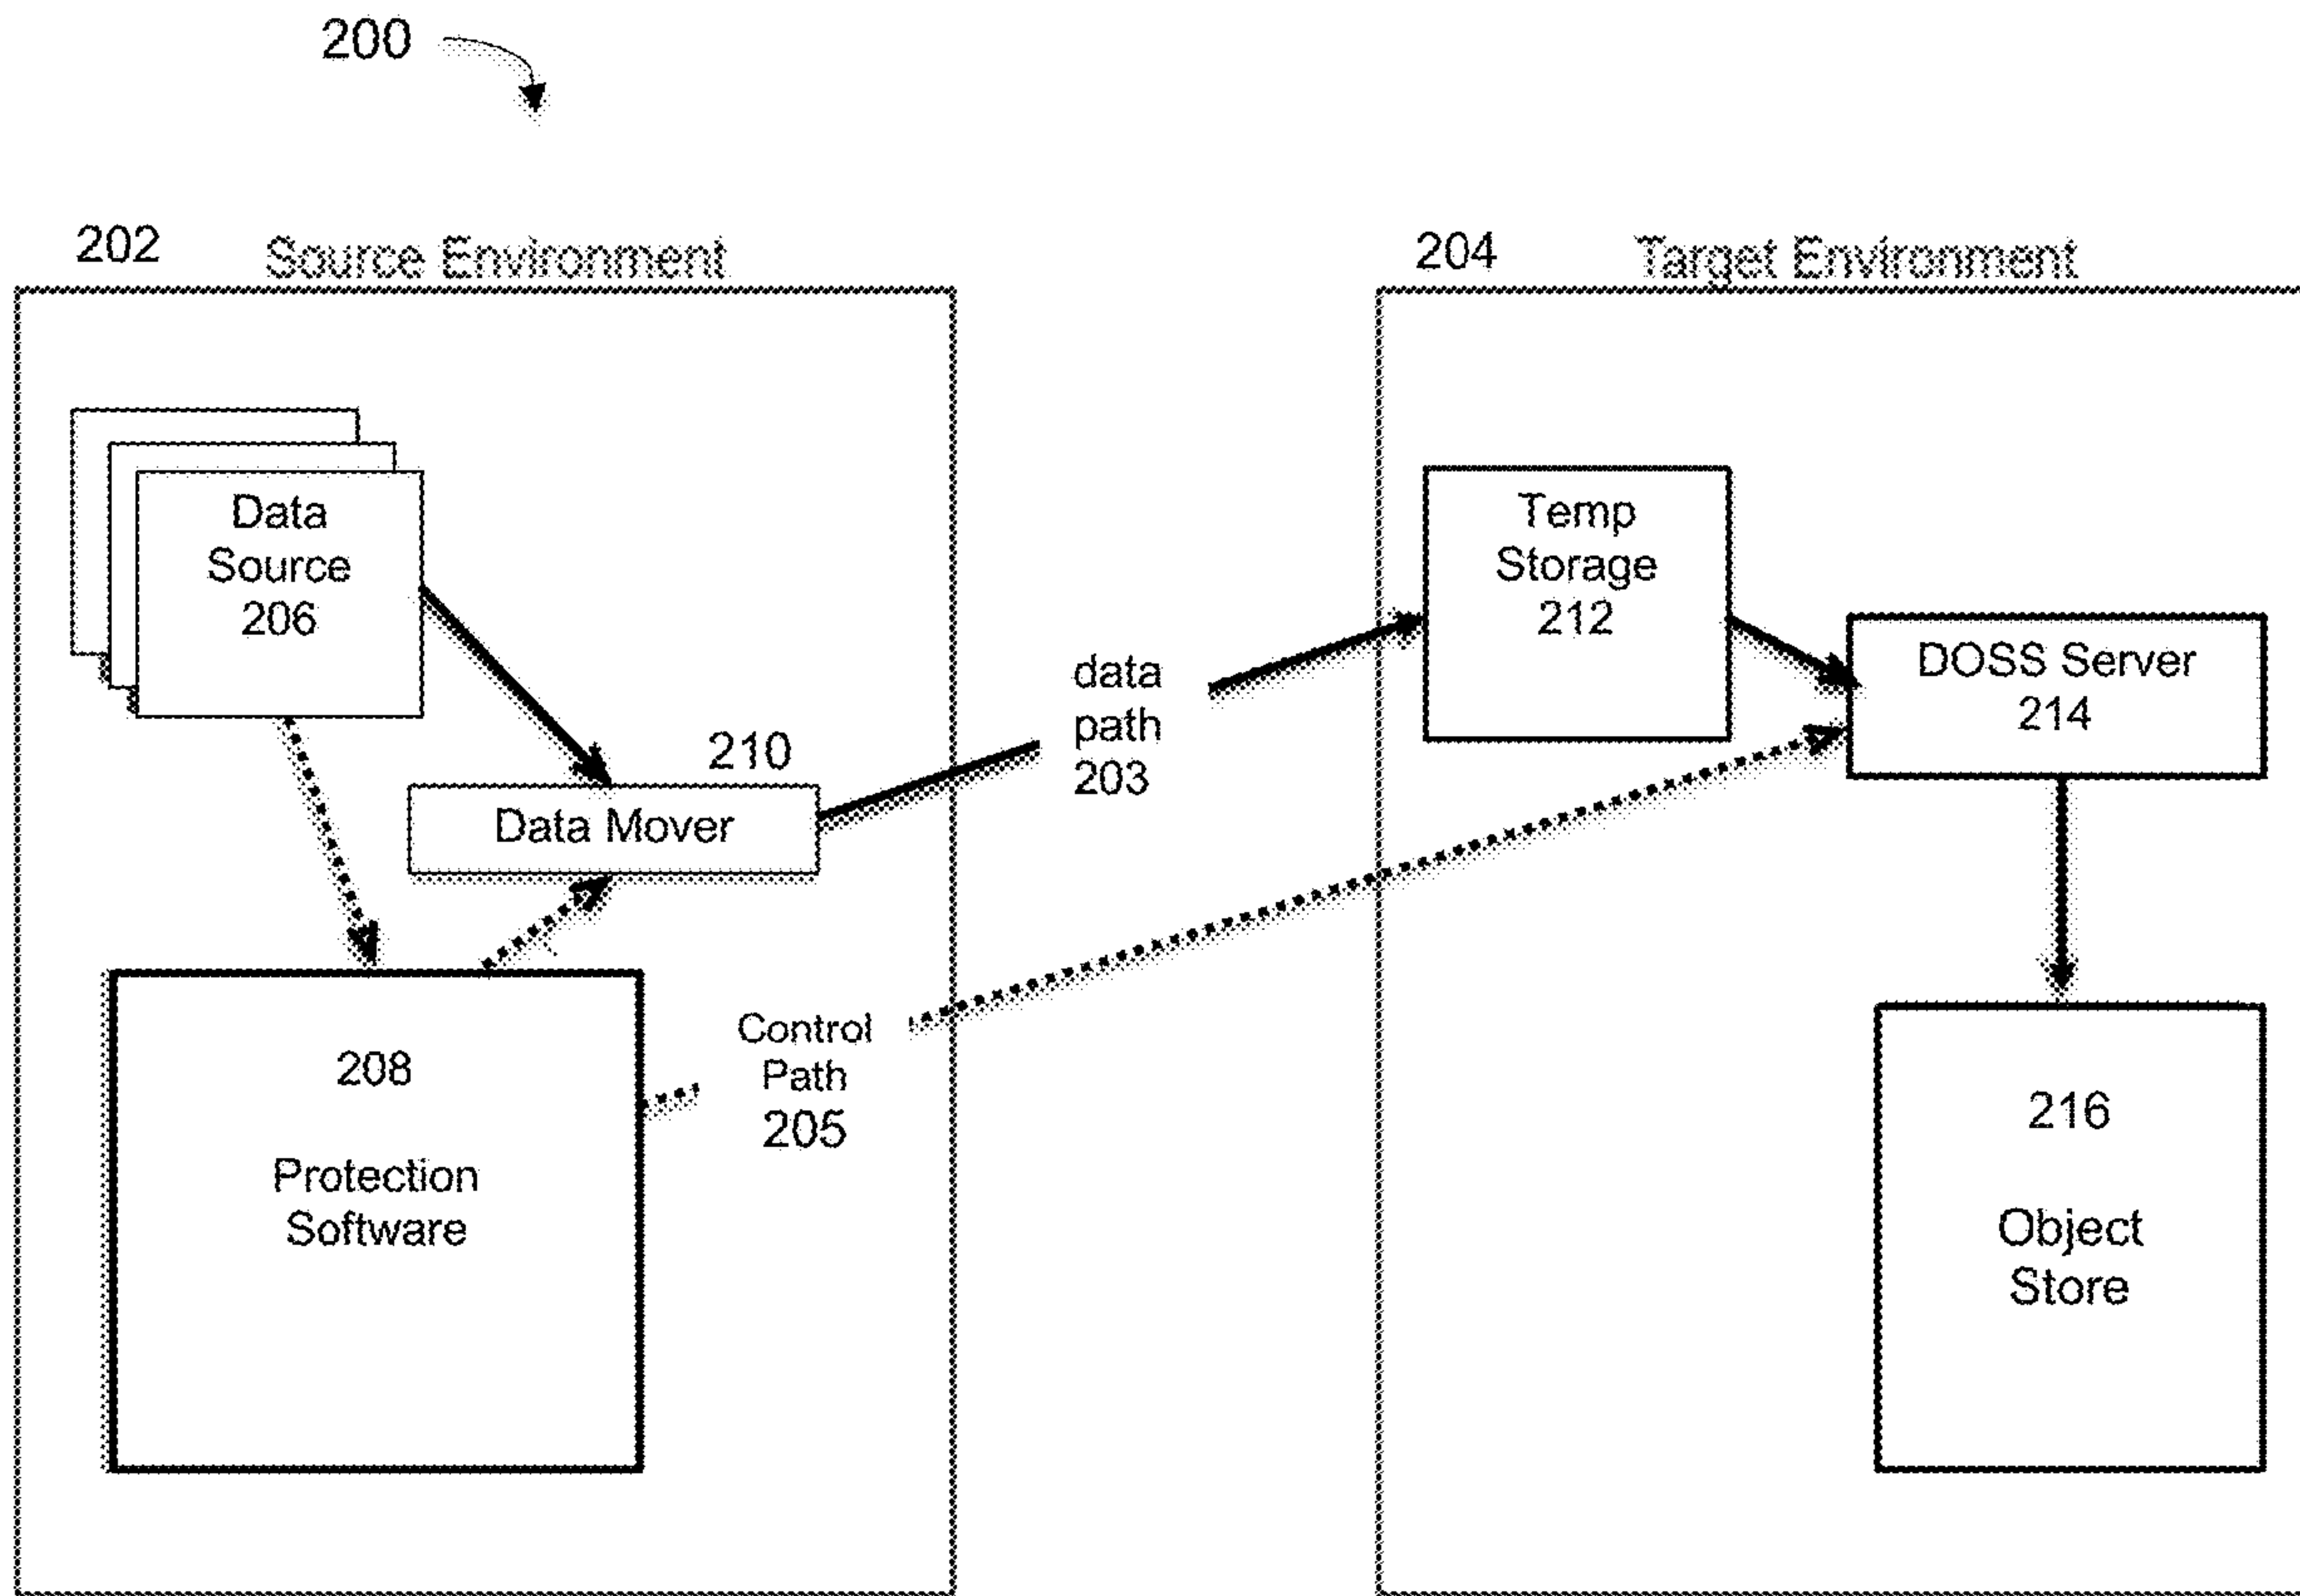 200
202
Source Environment
204
Target Environment
Data
Source
206
Temp
Storage
212
DOSS Server
214
data
path
203
210
Data Mover
Control
Path
205
208
Protection
Software
216
Object
Store